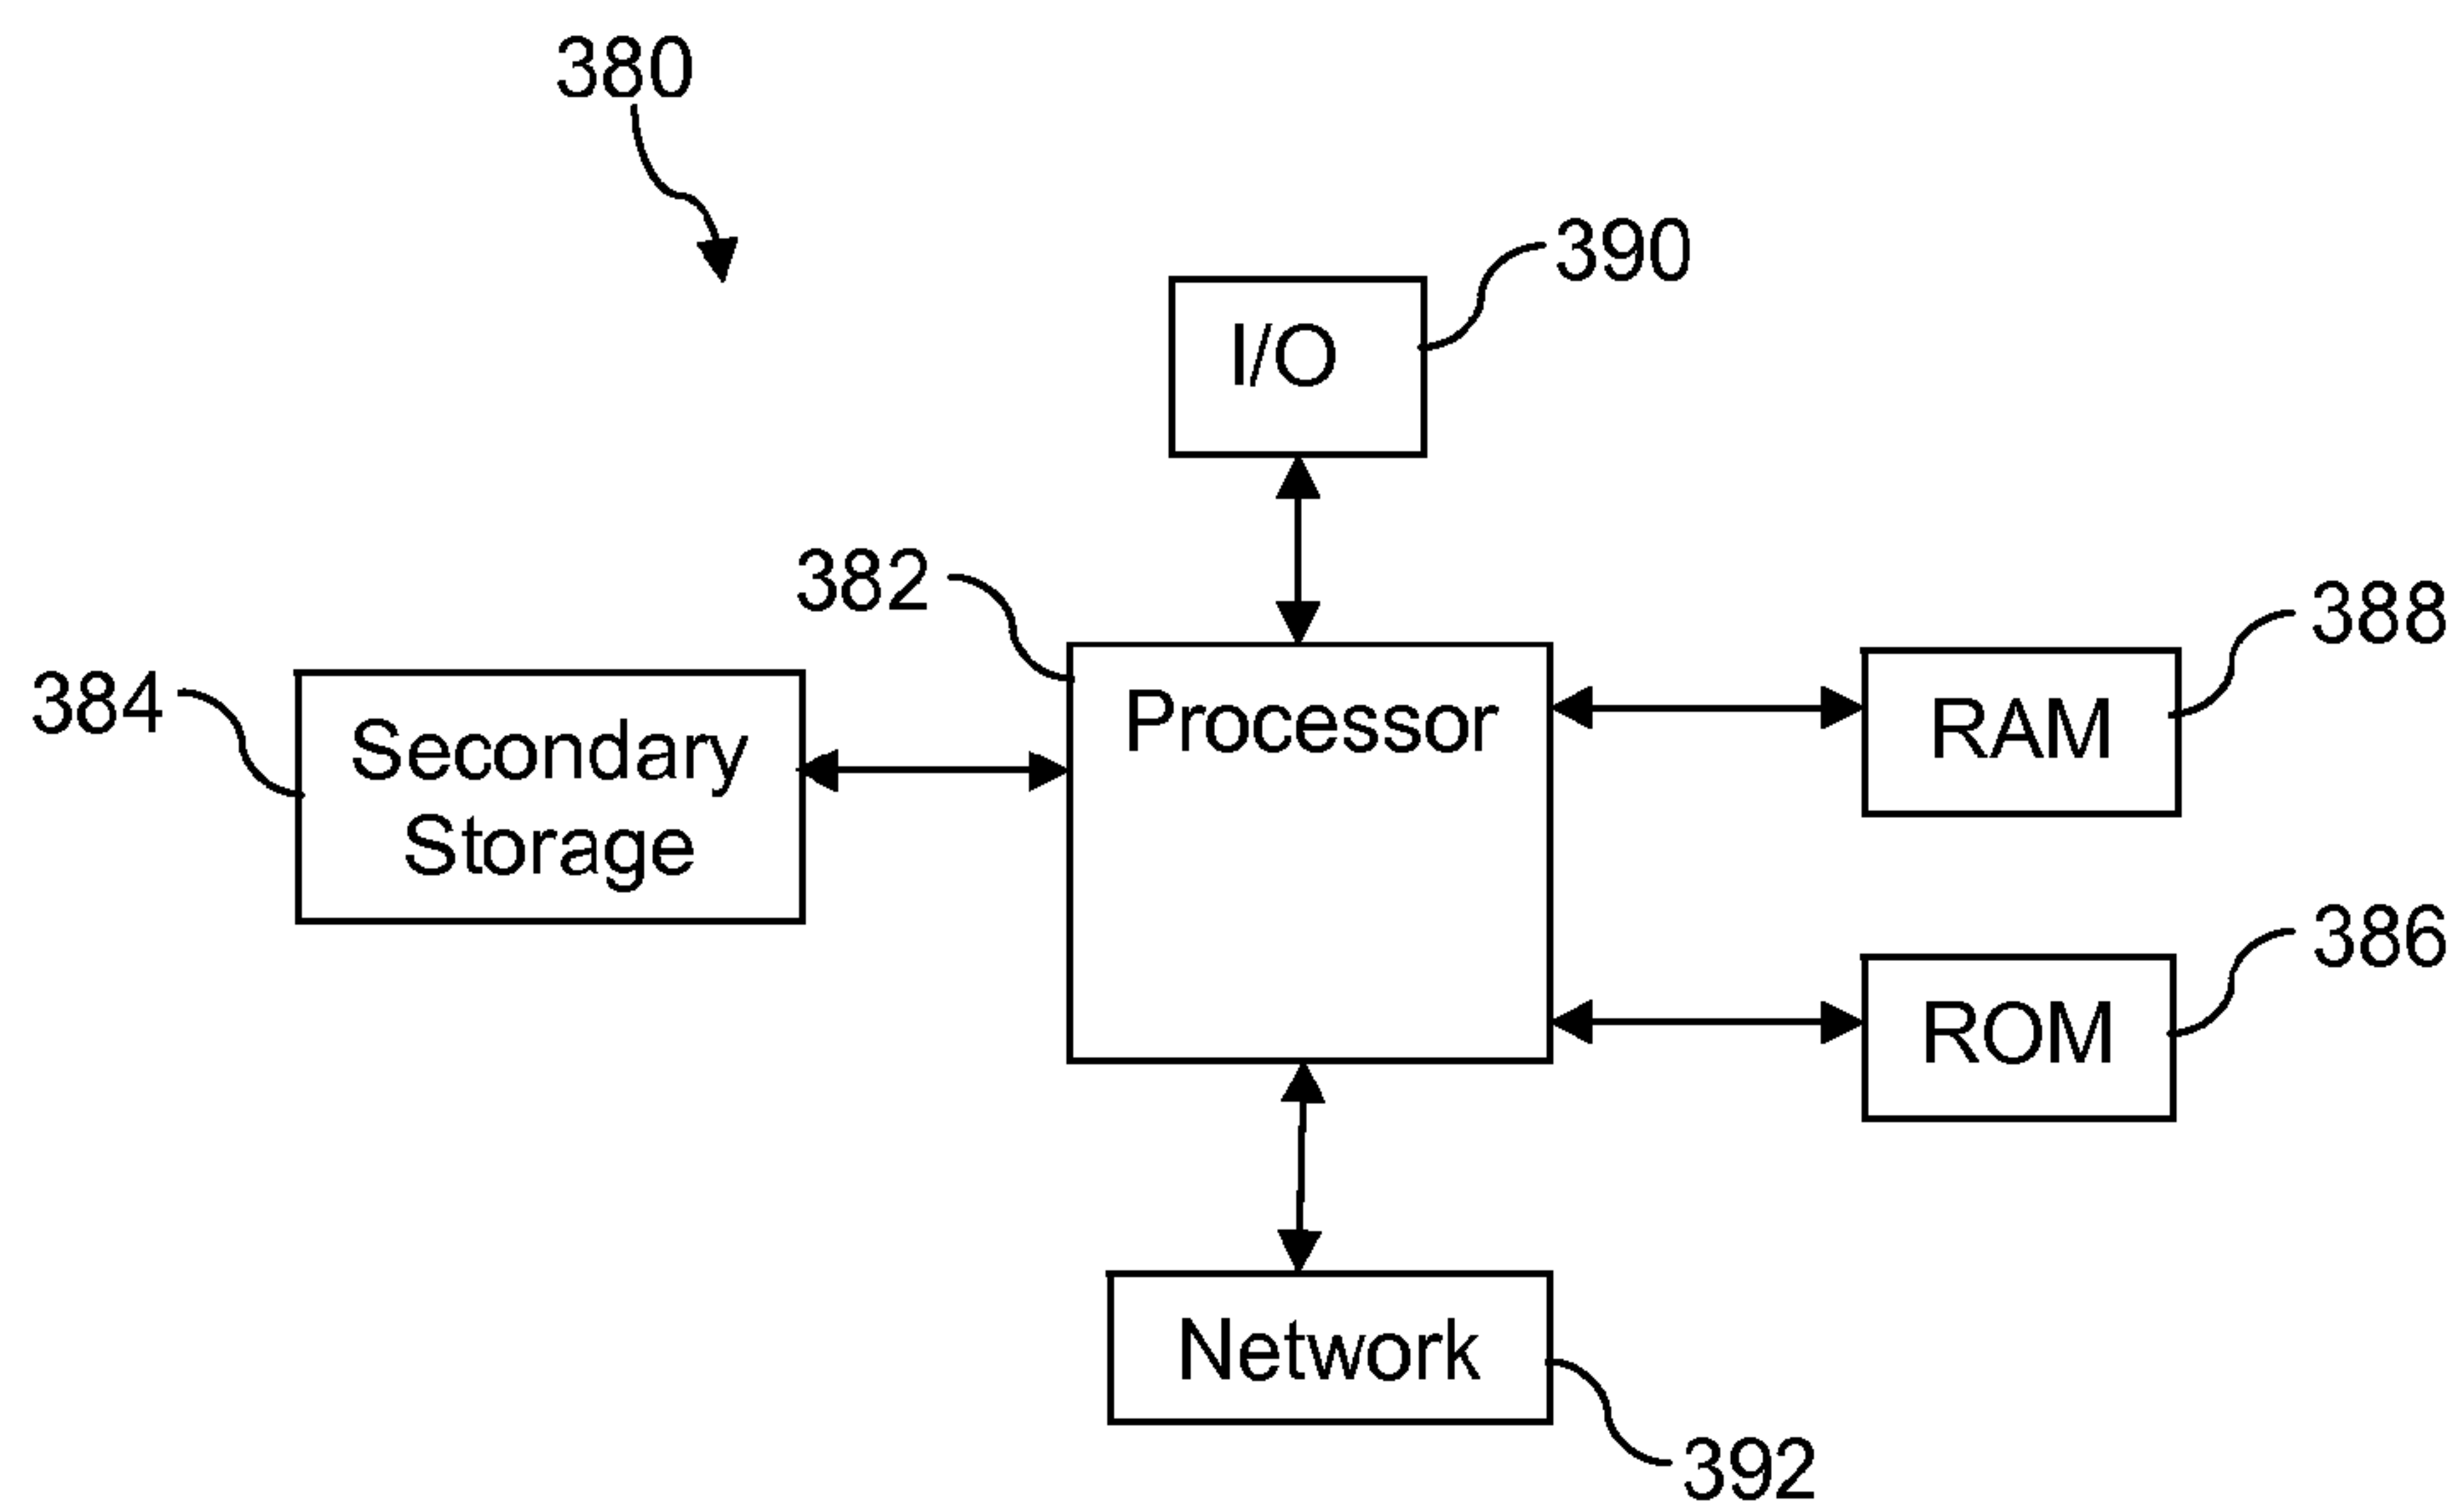 380
390
I/O
382
388
384
Processor
RAM
Secondary
Storage
386
ROM
Network
392